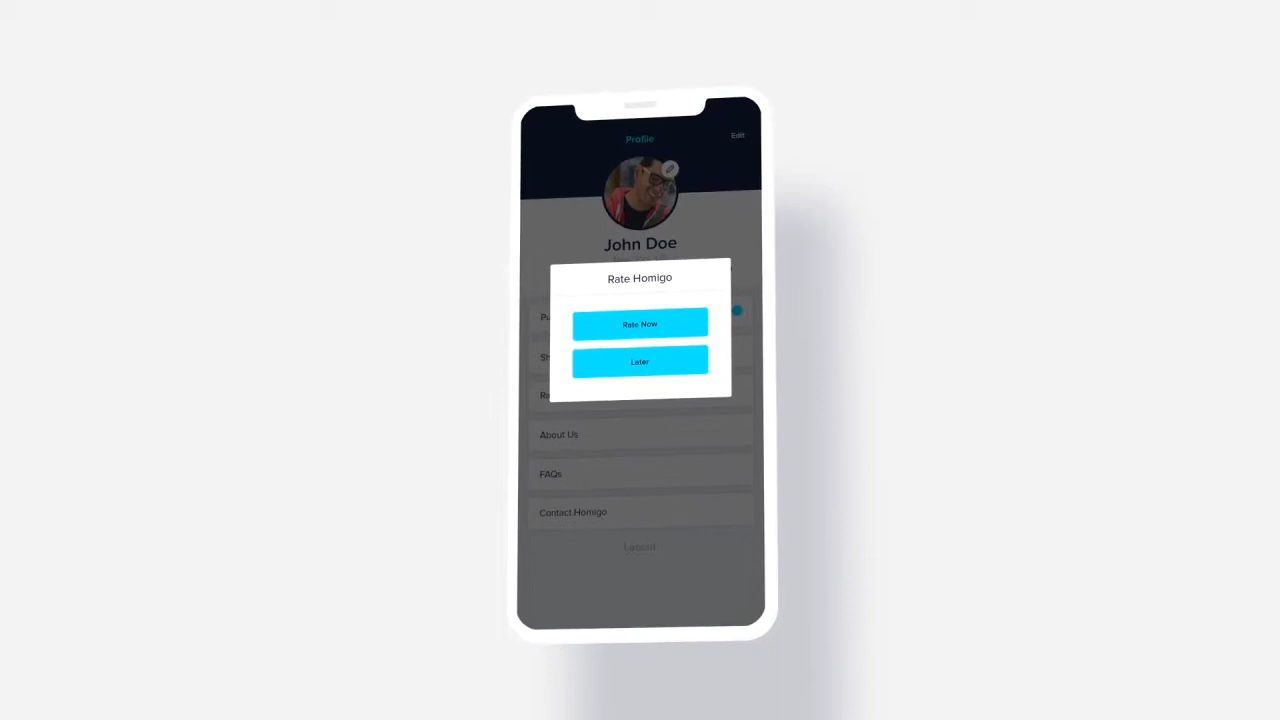 Profile
Edit
John Doe
Rate Homigo
Rate Now
Later
About Us
FAQs
Contact Homigo
Logout